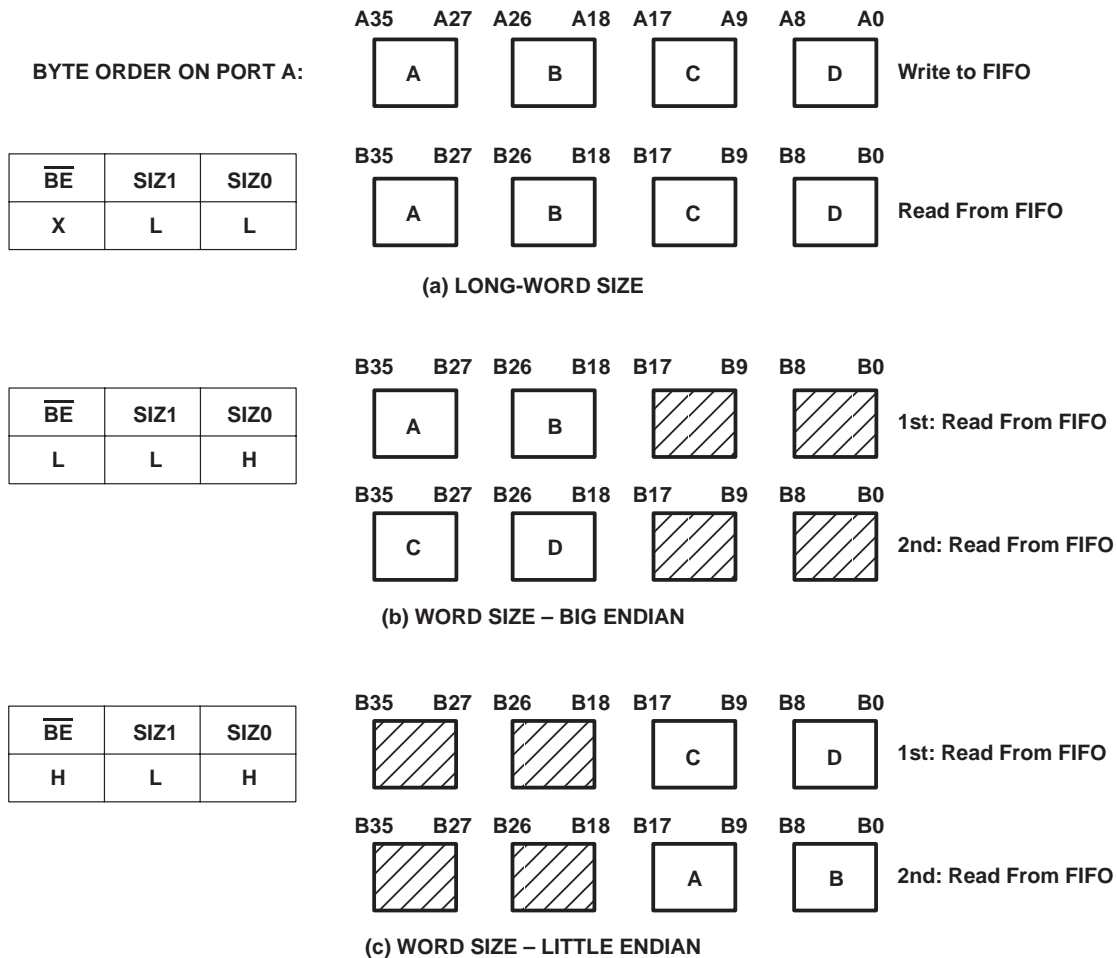 A35 A27 A26 A18 A17 A9 A8 A0
BYTE ORDER ON PORT A: A B C D Write to FIFO
B35 B27 B26 B18 B17 B9 B8 B0
BE SIZ1 SIZ0
X L L
A B C D Read From FIFO
(a) LONG-WORD SIZE
B35 B27 B26 B18 B17 B9 B8 B0
BE SIZ1 SIZ0
L L H
A B 1st: Read From FIFO
B35 B27 B26 B18 B17 B9 B8 B0
C D 2nd: Read From FIFO
(b) WORD SIZE – BIG ENDIAN
B35 B27 B26 B18 B17 B9 B8 B0
BE SIZ1 SIZ0
H L H
C D 1st: Read From FIFO
B35 B27 B26 B18 B17 B9 B8 B0
A B 2nd: Read From FIFO
(c) WORD SIZE – LITTLE ENDIAN